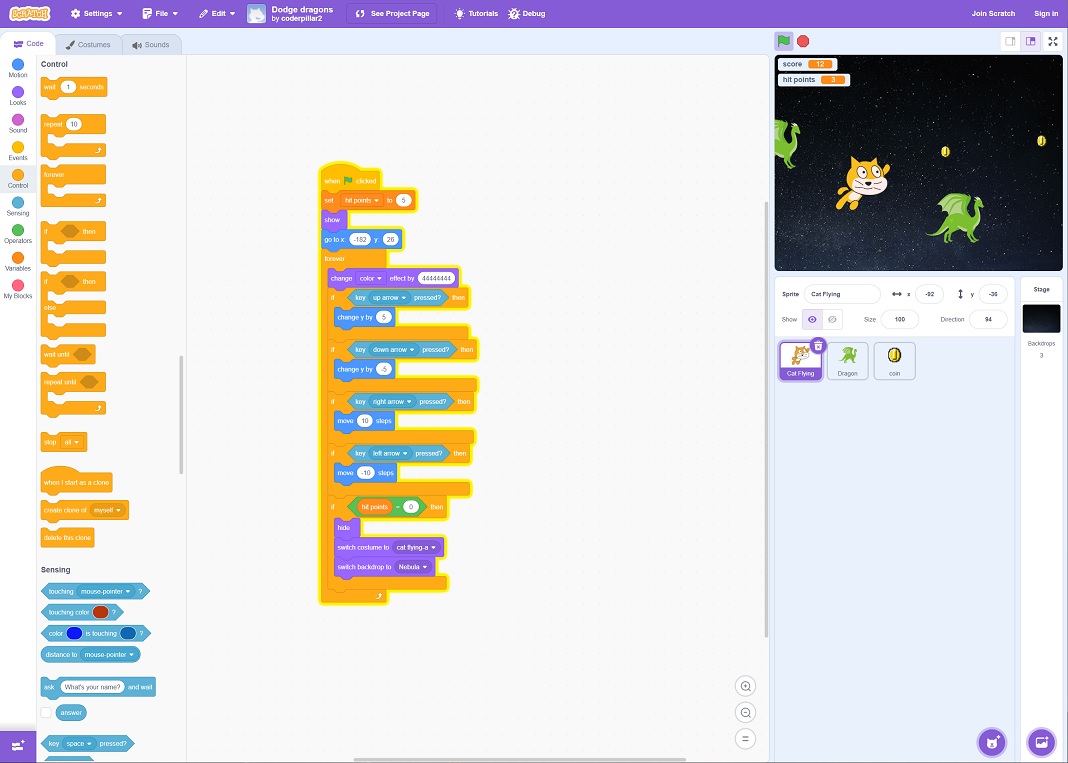 SCRATCH Settings File Edit Dodge dragons See Project Page Tutorials Debug Join Scratch Sign in
by coderpillar2
Code Costumes Sounds
Motion
Looks
Sound
Events
Control
Sensing
Operators
Variables
My Blocks
Control
wait 1 seconds
repeat 10
forever
if then
if then
else
wait until
repeat until
stop all
when I start as a clone
create clone of myself
delete this clone
Sensing
touching mouse-pointer ?
touching color ?
color is touching ?
distance to mouse-pointer
ask What's your name? and wait
answer
key space pressed?
when clicked
set hit points to 5
show
go to x: -182 y: 26
forever
change color effect by 44444444
if key up arrow pressed? then
change y by 5
if key down arrow pressed? then
change y by -5
if key right arrow pressed? then
move 10 steps
if key left arrow pressed? then
move -10 steps
if hit points = 0 then
hide
switch costume to cat flying-a
switch backdrop to Nebula
score 12
hit points 3
Sprite Cat Flying x -92 y -36
Show Size 100 Direction 94
Cat Flying
Dragon
coin
Stage
Backdrops
3